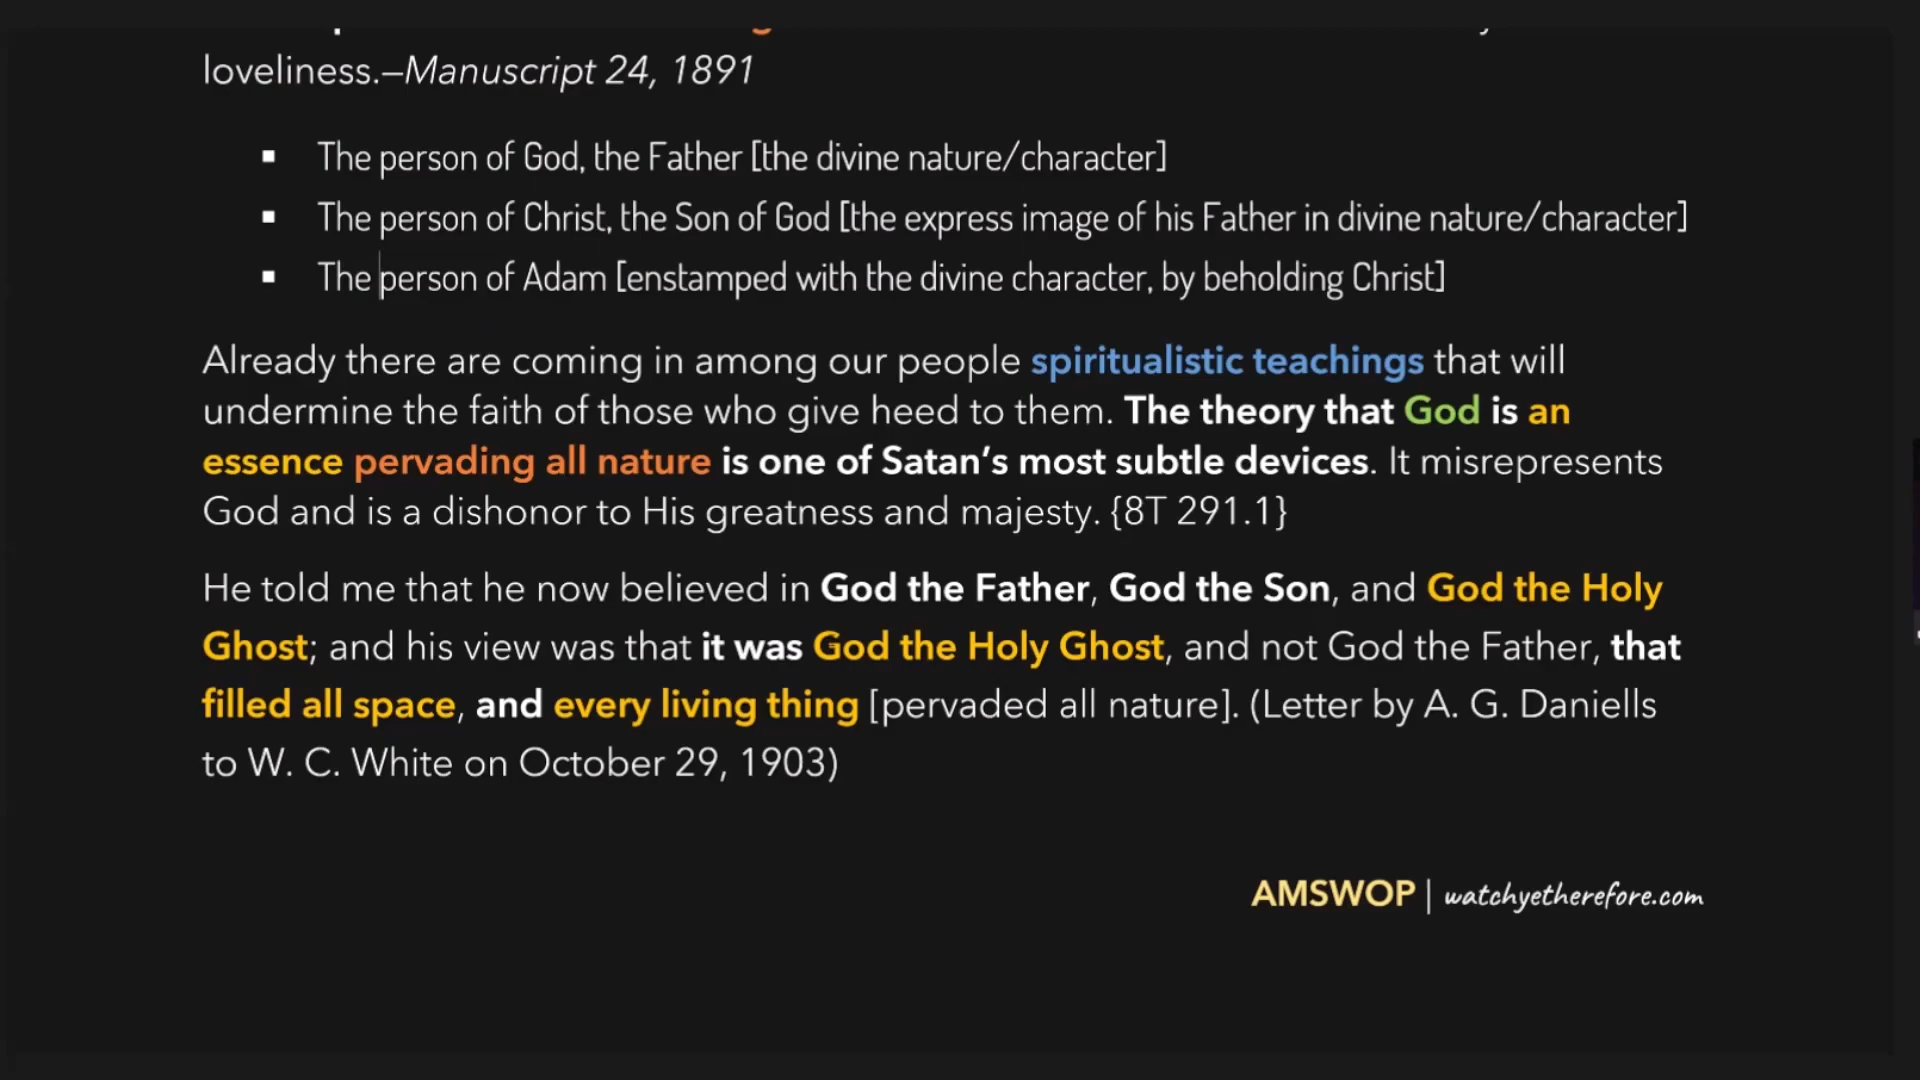 loveliness.—Manuscript 24, 1891
▪ The person of God, the Father [the divine nature/character]
▪ The person of Christ, the Son of God [the express image of his Father in divine nature/character]
▪ The person of Adam [enstamped with the divine character, by beholding Christ]
Already there are coming in among our people spiritualistic teachings that will
undermine the faith of those who give heed to them. The theory that God is an
essence pervading all nature is one of Satan's most subtle devices. It misrepresents
God and is a dishonor to His greatness and majesty. {8T 291.1}
He told me that he now believed in God the Father, God the Son, and God the Holy
Ghost; and his view was that it was God the Holy Ghost, and not God the Father, that
filled all space, and every living thing [pervaded all nature]. (Letter by A. G. Daniells
to W. C. White on October 29, 1903)
AMSWOP | watchyetherefore.com